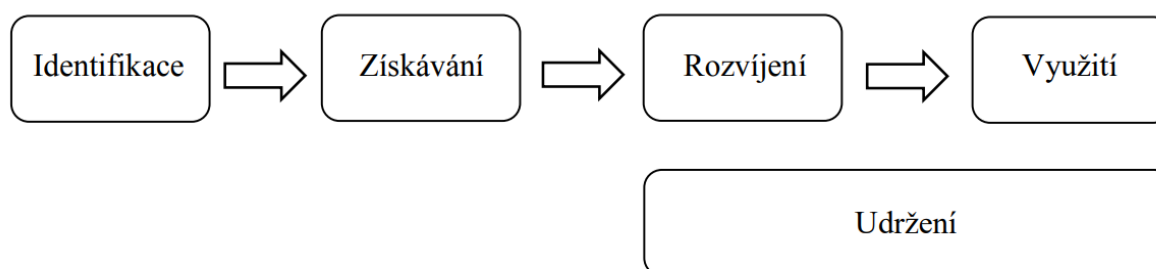 Identifikace
Získávání
Rozvíjení
Využití
Udržení